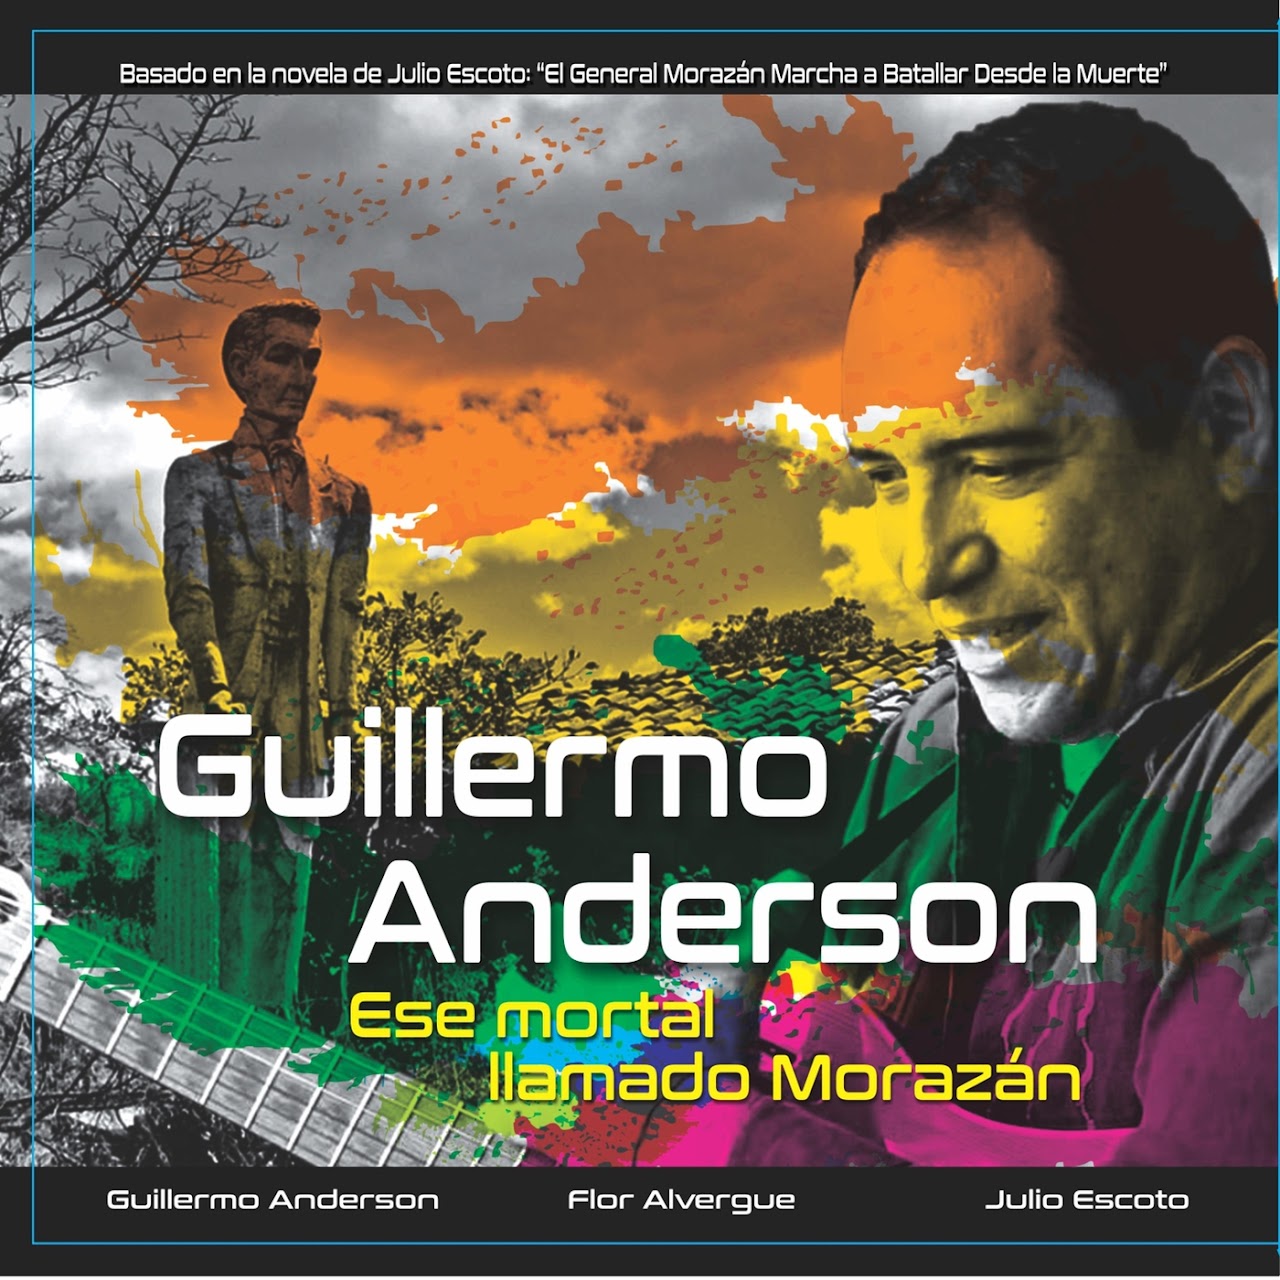 Basado en la novela de Julio Escoto: “El General Morazán Marcha a Batallar Desde la Muerte”
Guillermo
Anderson
Ese mortal
llamado Morazán
Guillermo Anderson
Flor Alvergue
Julio Escoto